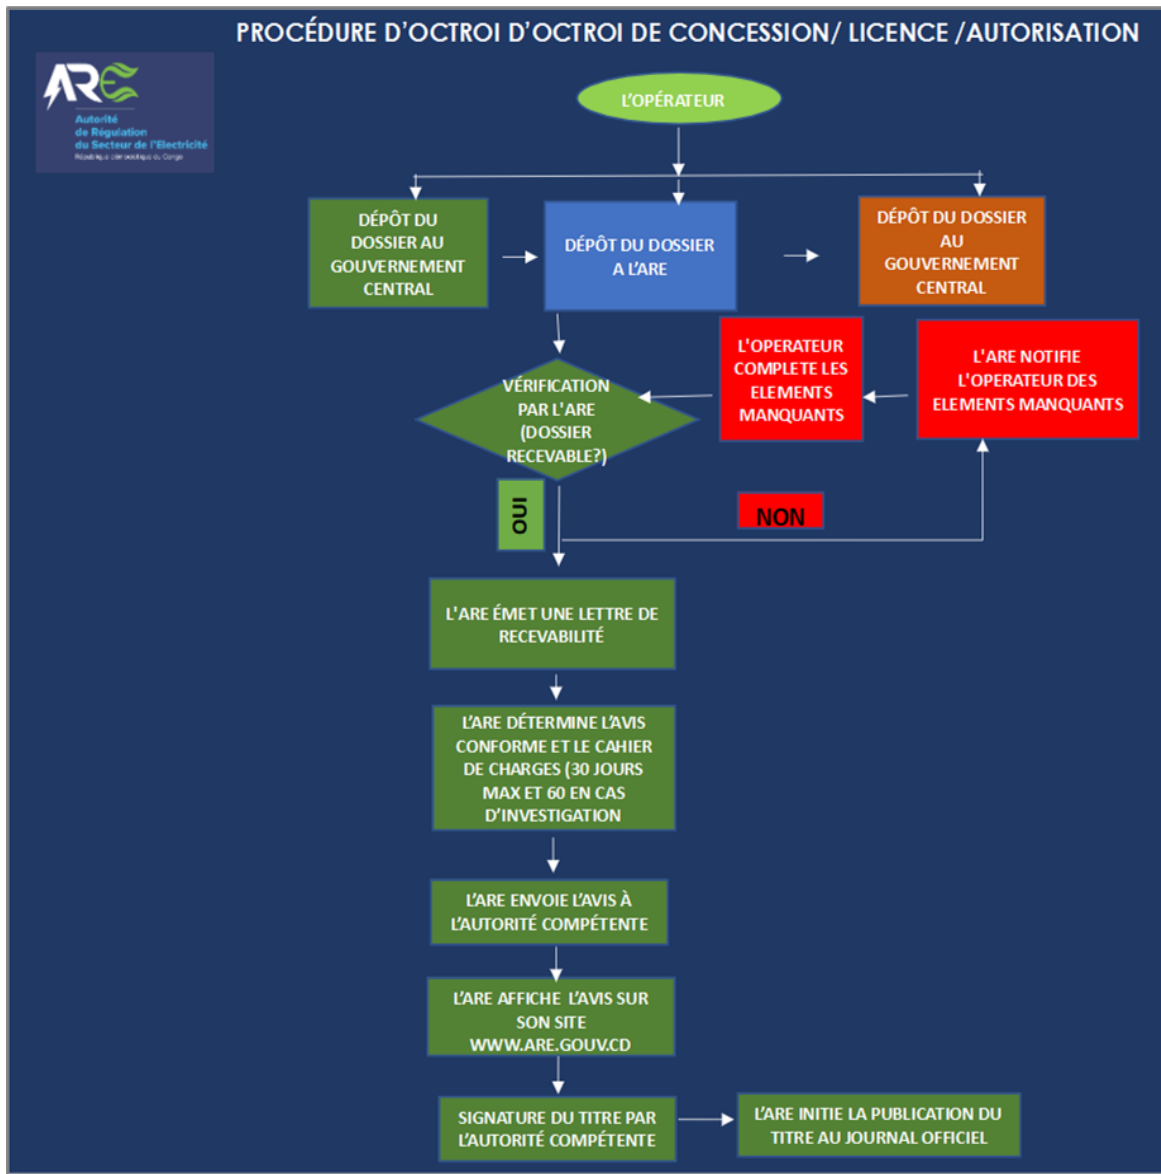 PROCÉDURE D'OCTROI D'OCTROI DE CONCESSION/ LICENCE /AUTORISATION
ARE
Autorité
de Régulation
du Secteur de l'Electricité
République démocratique du Congo
L'OPÉRATEUR
DÉPÔT DU
DOSSIER AU
GOUVERNEMENT
CENTRAL
DÉPÔT DU DOSSIER
A L'ARE
DÉPÔT DU DOSSIER
AU
GOUVERNEMENT
CENTRAL
L'OPERATEUR
COMPLETE LES
ELEMENTS
MANQUANTS
L'ARE NOTIFIE
L'OPERATEUR DES
ELEMENTS MANQUANTS
VÉRIFICATION
PAR L'ARE
(DOSSIER
RECEVABLE?)
OUI
NON
L'ARE ÉMET UNE LETTRE DE
RECEVABILITÉ
L'ARE DÉTERMINE L'AVIS
CONFORME ET LE CAHIER
DE CHARGES (30 JOURS
MAX ET 60 EN CAS
D'INVESTIGATION
L'ARE ENVOIE L'AVIS À
L'AUTORITÉ COMPÉTENTE
L'ARE AFFICHE L'AVIS SUR
SON SITE
WWW.ARE.GOUV.CD
SIGNATURE DU TITRE PAR
L'AUTORITÉ COMPÉTENTE
L'ARE INITIE LA PUBLICATION DU
TITRE AU JOURNAL OFFICIEL